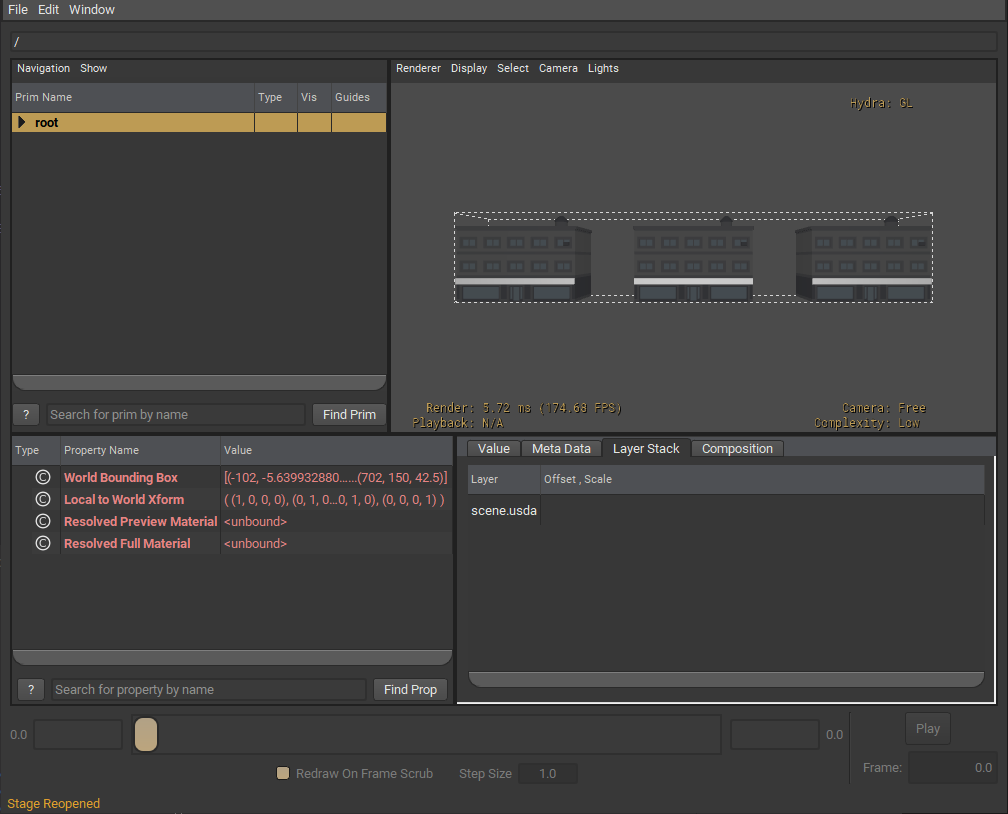 File Edit Window
/
Navigation Show
Renderer Display Select Camera Lights
Prim Name Type Vis Guides
root
Hydra: GL
Render: 5.72 ms (174.68 FPS)
Playback: N/A
Camera: Free
Complexity: Low
? Search for prim by name Find Prim
Type Property Name Value
C World Bounding Box [(-102, -5.639932880......(702, 150, 42.5)]
C Local to World Xform ( (1, 0, 0, 0), (0, 1, 0...0, 1, 0), (0, 0, 0, 1) )
C Resolved Preview Material <unbound>
C Resolved Full Material <unbound>
? Search for property by name Find Prop
Value Meta Data Layer Stack Composition
Layer Offset , Scale
scene.usda
0.0 0.0 Play
Redraw On Frame Scrub Step Size 1.0 Frame: 0.0
Stage Reopened